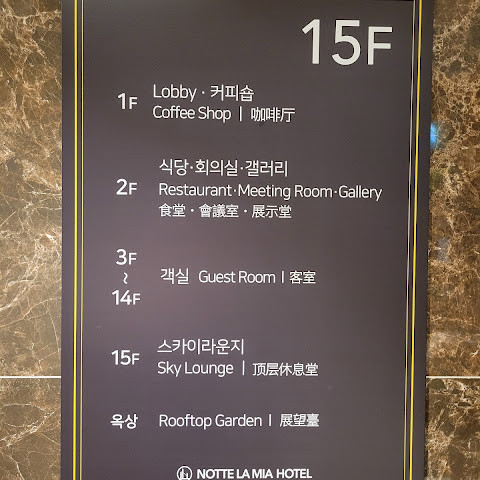 15F
1F Lobby · 커피숍
Coffee Shop | 咖啡厅
2F 식당·회의실·갤러리
Restaurant·Meeting Room·Gallery
食堂·會議室·展示堂
3F
~
14F
객실 Guest Room | 客室
15F 스카이라운지
Sky Lounge | 顶层休息堂
옥상 Rooftop Garden | 展望臺
NOTTE LA MIA HOTEL